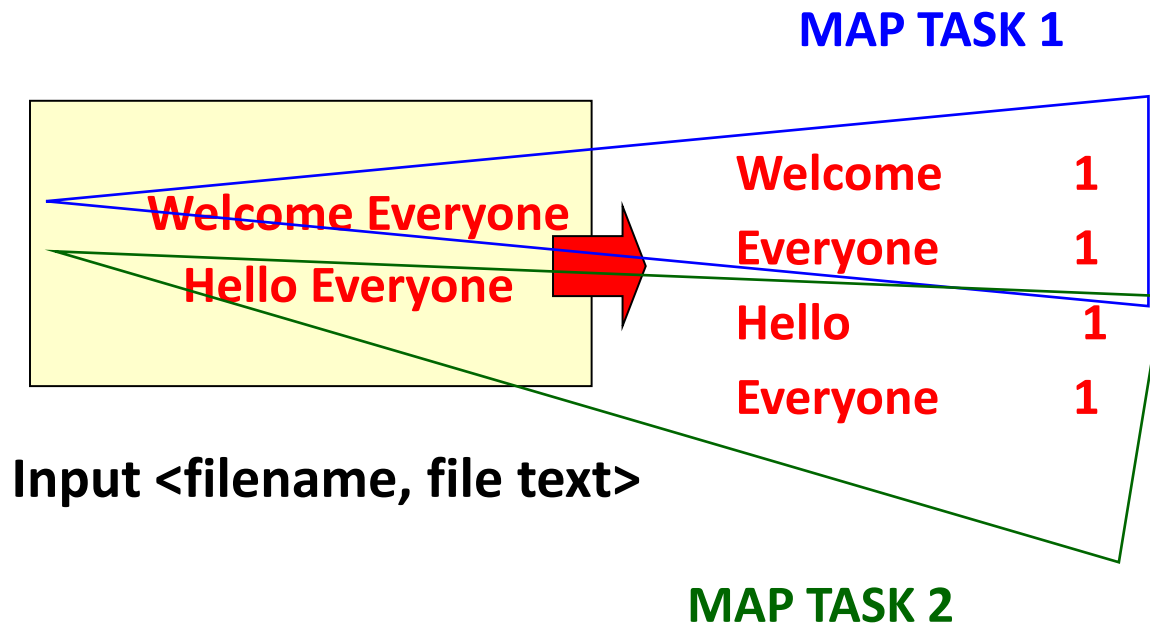 MAP TASK 1
Welcome Everyone
Hello Everyone
Welcome 1
Everyone 1
Hello 1
Everyone 1
Input <filename, file text>
MAP TASK 2